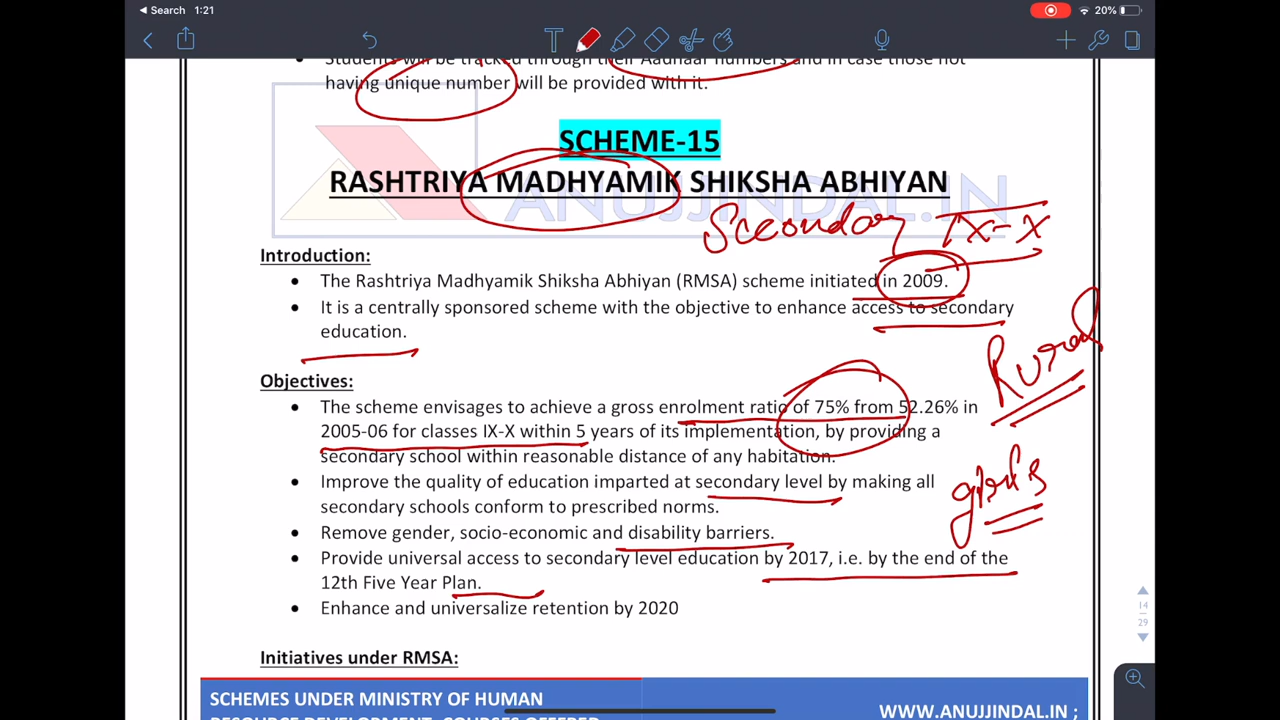 Search 1:21
20%
Students will be tracked through their Aadhaar numbers and in case those not
having unique number will be provided with it.
SCHEME-15
RASHTRIYA MADHYAMIK SHIKSHA ABHIYAN
ANUJJINDAL.IN
Secondary IX-X
Introduction:
• The Rashtriya Madhyamik Shiksha Abhiyan (RMSA) scheme initiated in 2009.
• It is a centrally sponsored scheme with the objective to enhance access to secondary
education.
Rural
Objectives:
• The scheme envisages to achieve a gross enrolment ratio of 75% from 52.26% in
2005-06 for classes IX-X within 5 years of its implementation, by providing a
secondary school within reasonable distance of any habitation.
• Improve the quality of education imparted at secondary level by making all
secondary schools conform to prescribed norms.
girls
• Remove gender, socio-economic and disability barriers.
• Provide universal access to secondary level education by 2017, i.e. by the end of the
12th Five Year Plan.
• Enhance and universalize retention by 2020
14
29
Initiatives under RMSA:
SCHEMES UNDER MINISTRY OF HUMAN
RESOURCE DEVELOPMENT, COURSES OFFERED
WWW.ANUJJINDAL.IN ;